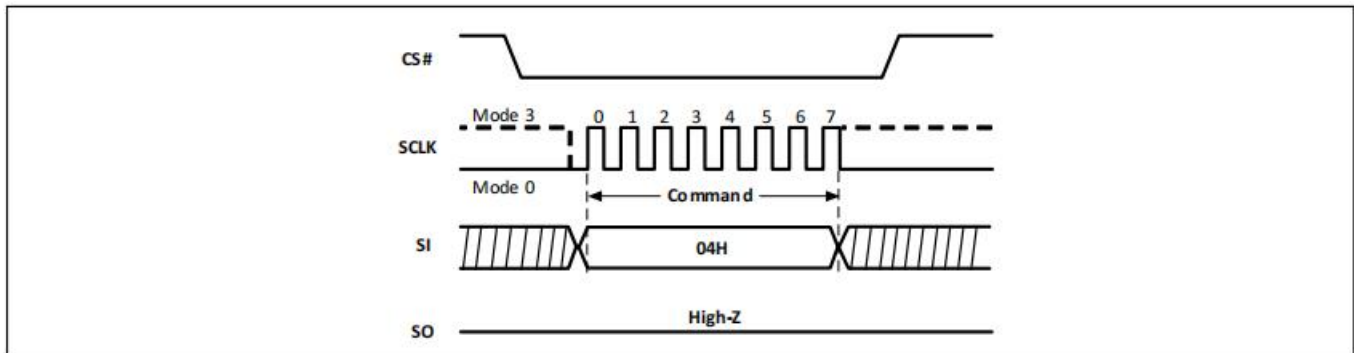 CS#
Mode 3 0 1 2 3 4 5 6 7
SCLK
Mode 0
Command
SI 04H
High-Z
SO